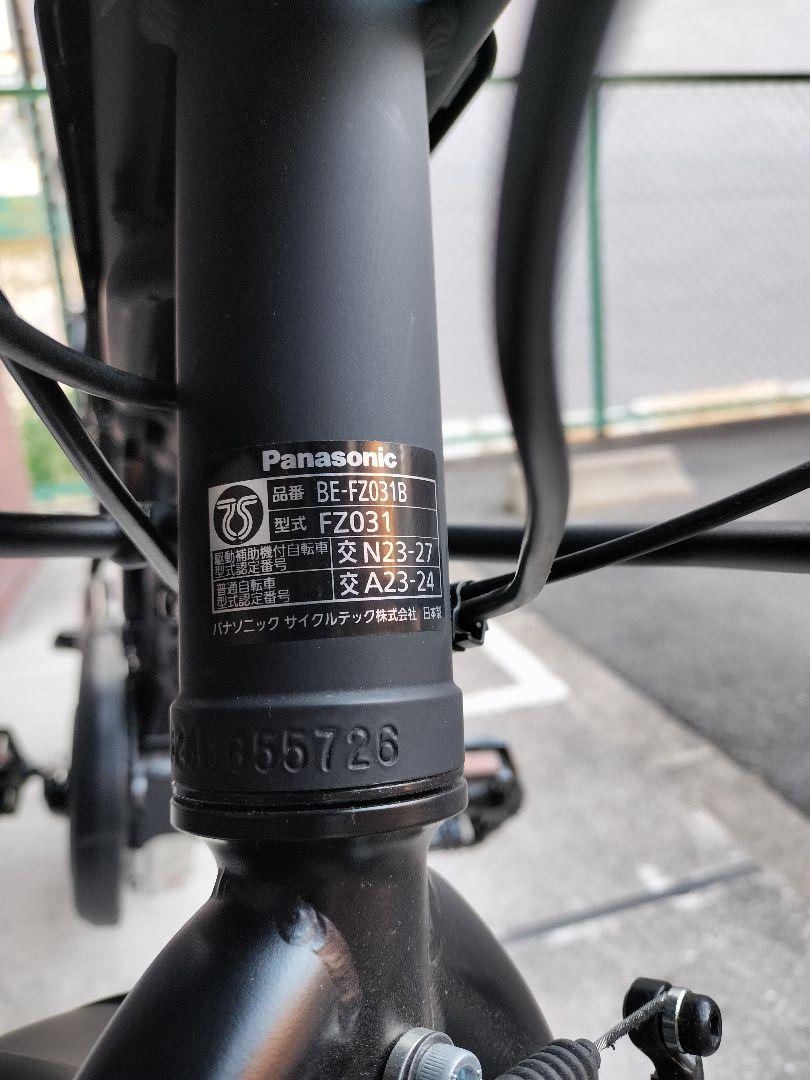 Panasonic
TS
品番 BE-FZ031B
型式 FZ031
駆動補助機付自転車
型式認定番号
交 N23-27
普通自転車
型式認定番号
交 A23-24
パナソニック サイクルテック株式会社 日本製
55726